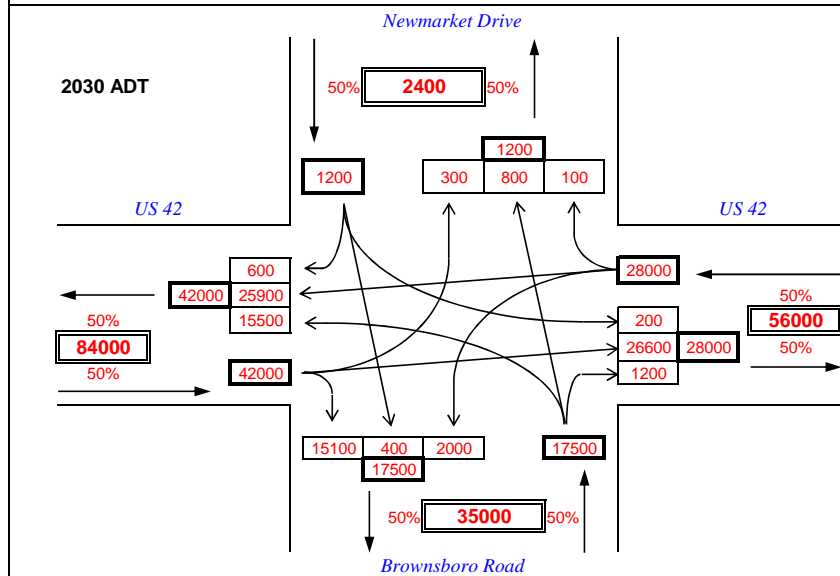 Newmarket Drive
2030 ADT
50% 2400 50%
1200
1200 300 800 100
US 42 US 42
600 28000
42000 25900 50%
50% 15500 200 56000
84000 26600 28000 50%
50% 42000 1200
15100 400 2000 17500
17500
50% 35000 50%
Brownsboro Road